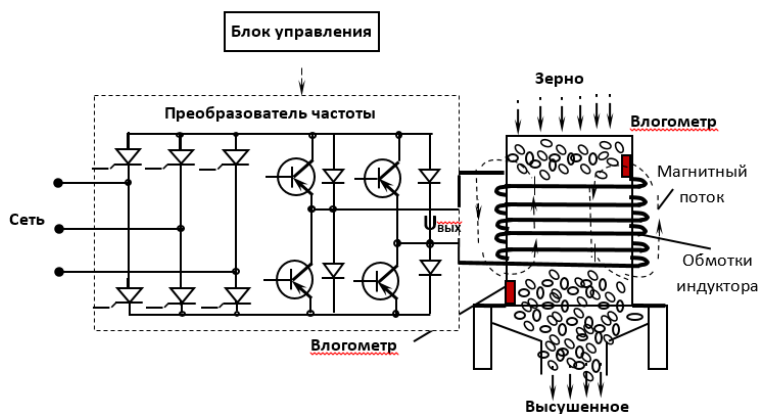 Блок управления
Преобразователь частоты
Сеть
Uвых
Зерно
Влогометр
Магнитный
поток
Обмотки
индуктора
Влогометр
Высушенное